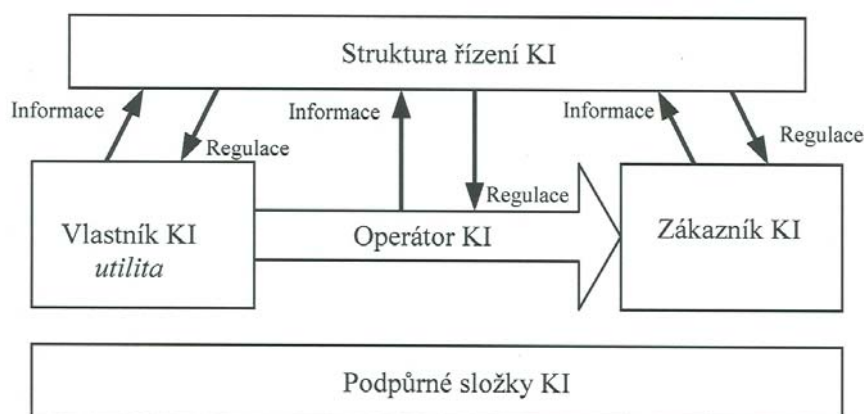 Struktura řízení KI
Informace
Informace
Informace
Regulace
Regulace
Regulace
Vlastník KI
utilita
Operátor KI
Zákazník KI
Podpůrné složky KI